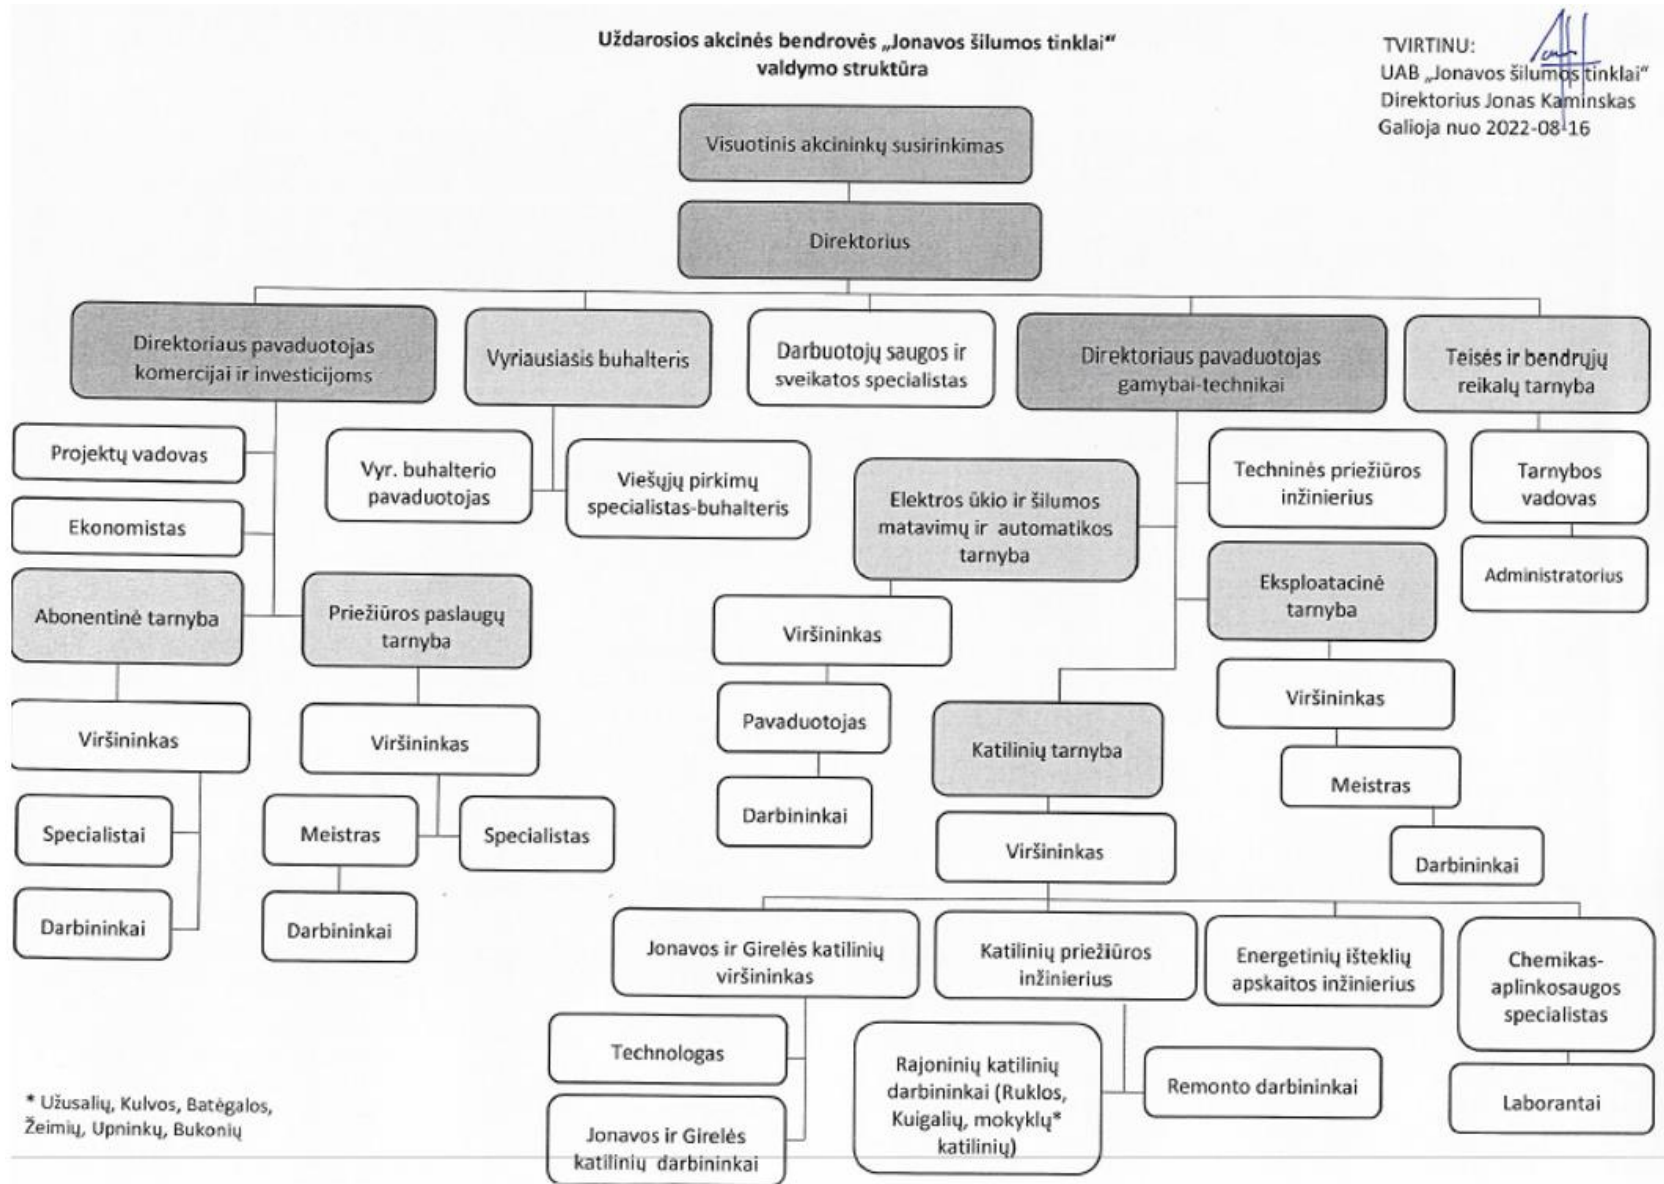 Uždarosios akcinės bendrovės „Jonavos šilumos tinklai“
valdymo struktūra
TVIRTINU:
UAB „Jonavos šilumos tinklai“
Direktorius Jonas Kaminskas
Galioja nuo 2022-08-16
Visuotinis akcininkų susirinkimas
Direktorius
Direktoriaus pavaduotojas
komercijai ir investicijoms
Vyriausiasis buhalteris
Darbuotojų saugos ir
sveikatos specialistas
Direktoriaus pavaduotojas
gamybai-technikai
Teisės ir bendrųjų
reikalų tarnyba
Projektų vadovas
Ekonomistas
Vyr. buhalterio
pavaduotojas
Viešųjų pirkimų
specialistas-buhalteris
Elektros ūkio ir šilumos
matavimų ir automatikos
tarnyba
Techninės priežiūros
inžinierius
Tarnybos
vadovas
Administratorius
Abonentinė tarnyba
Priežiūros paslaugų
tarnyba
Eksploatacinė
tarnyba
Viršininkas
Viršininkas
Viršininkas
Pavaduotojas
Darbininkai
Katilinių tarnyba
Viršininkas
Viršininkas
Meistras
Darbininkai
Specialistai
Darbininkai
Meistras
Specialistas
Darbininkai
Jonavos ir Girelės katilinių
viršininkas
Katilinių priežiūros
inžinierius
Energetinių išteklių
apskaitos inžinierius
Chemikas-
aplinkosaugos
specialistas
Technologas
Jonavos ir Girelės
katilinių darbininkai
Rajoninių katilinių
darbininkai (Ruklos,
Kuigalių, mokyklų*
katilinių)
Remonto darbininkai
Laborantai
* Užusalių, Kulvos, Batėgalos,
Žeimių, Upninkų, Bukonių